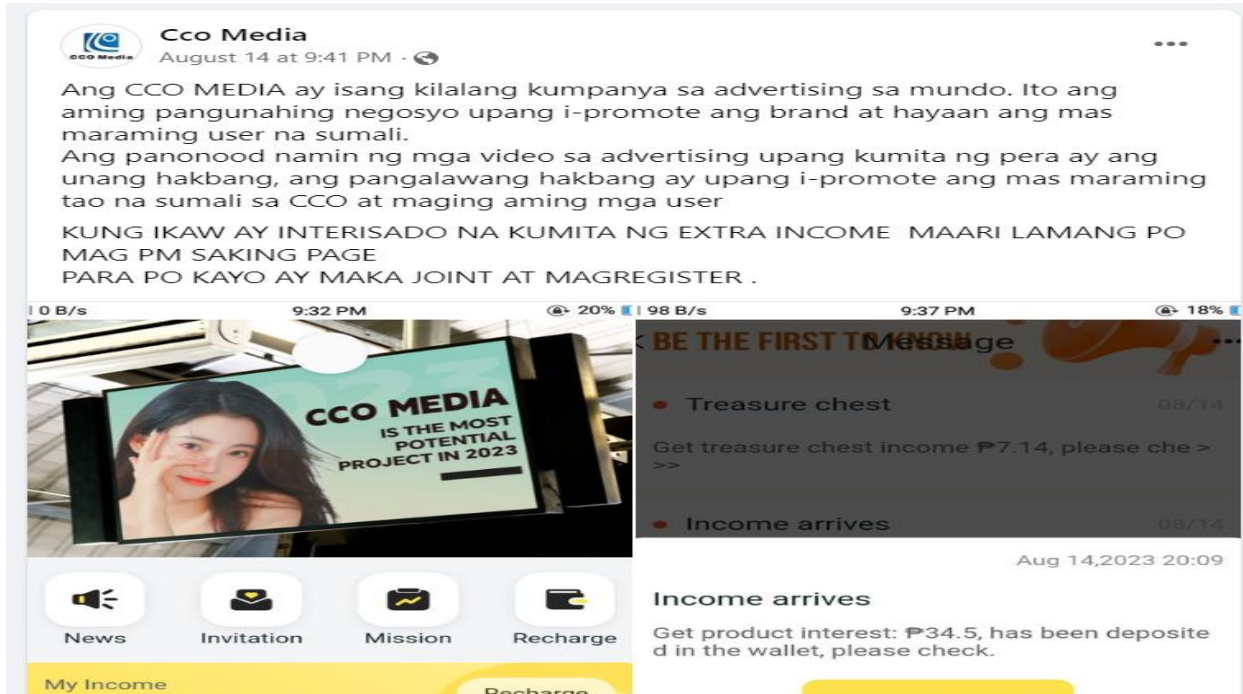 Cco Media
CCO Media
August 14 at 9:41 PM
Ang CCO MEDIA ay isang kilalang kumpanya sa advertising sa mundo. Ito ang
aming pangunahing negosyo upang i-promote ang brand at hayaan ang mas
maraming user na sumali.
Ang panonood namin ng mga video sa advertising upang kumita ng pera ay ang
unang hakbang, ang pangalawang hakbang ay upang i-promote ang mas maraming
tao na sumali sa CCO at maging aming mga user
KUNG IKAW AY INTERISADO NA KUMITA NG EXTRA INCOME MAARI LAMANG PO
MAG PM SAKING PAGE
PARA PO KAYO AY MAKA JOINT AT MAGREGISTER .
0 B/s 9:32 PM 20%
2023
CCO MEDIA
IS THE MOST
POTENTIAL
PROJECT IN 2023
News Invitation Mission Recharge
My Income
Recharge
98 B/s 9:37 PM 18%
BE THE FIRST TO
Message
Treasure chest 08/14
Get treasure chest income ₱7.14, please che >
>>
Income arrives 08/14
Aug 14,2023 20:09
Income arrives
Get product interest: ₱34.5, has been deposite
d in the wallet, please check.